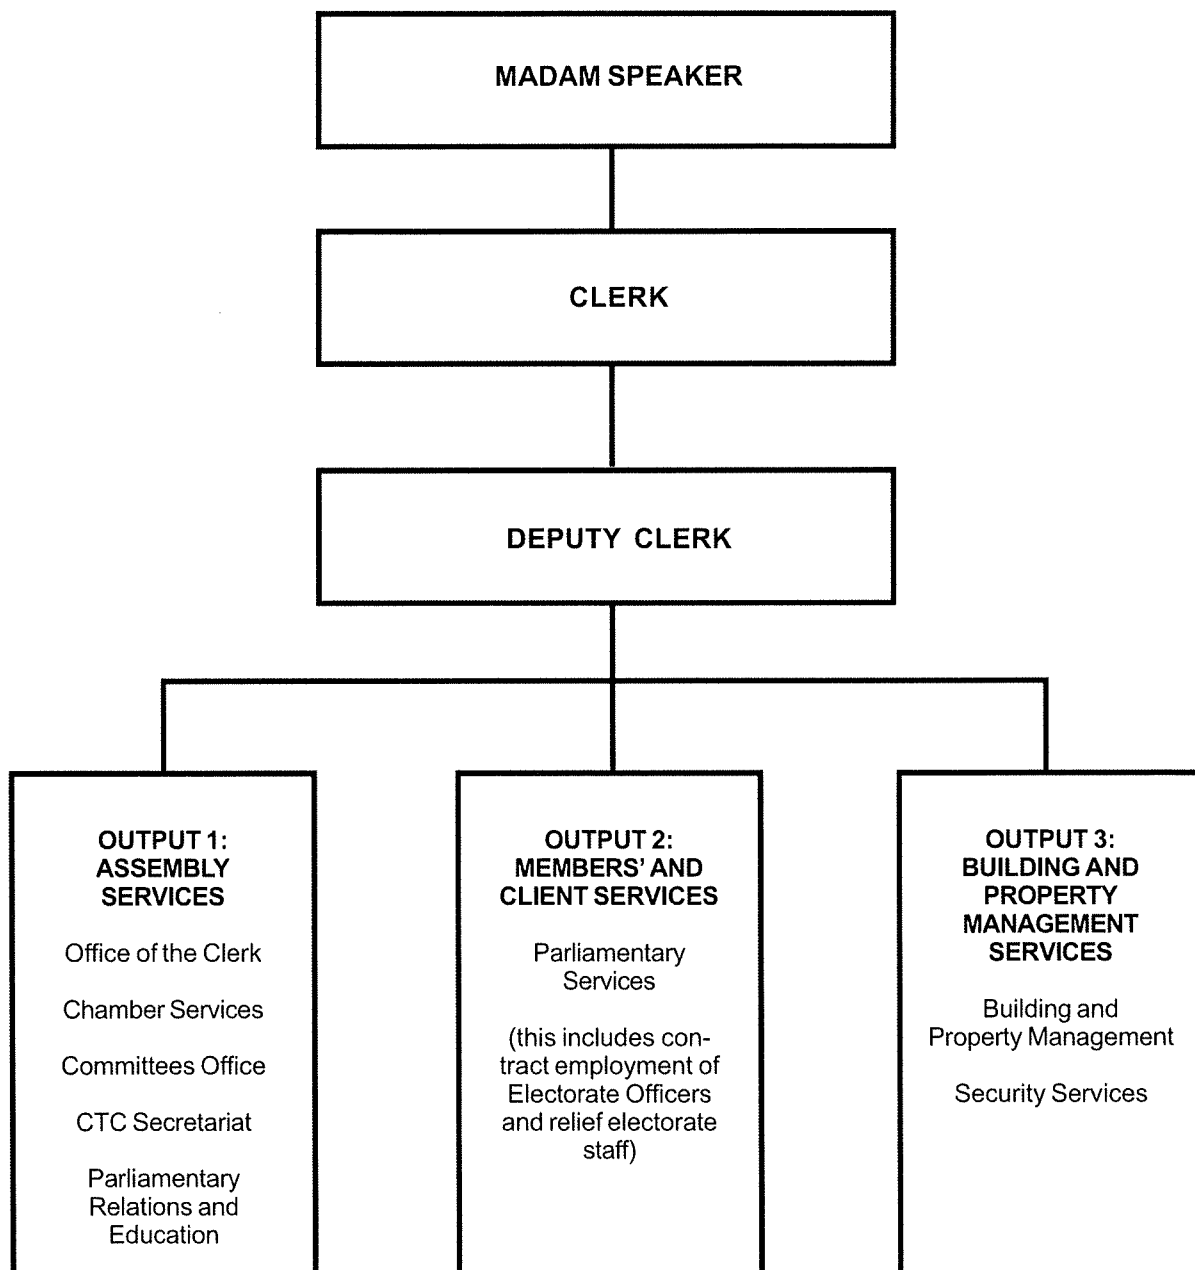 MADAM SPEAKER
CLERK
DEPUTY CLERK
OUTPUT 1:
ASSEMBLY
SERVICES
Office of the Clerk
Chamber Services
Committees Office
CTC Secretariat
Parliamentary
Relations and
Education
OUTPUT 2:
MEMBERS’ AND
CLIENT SERVICES
Parliamentary
Services
(this includes con-
tract employment of
Electorate Officers
and relief electorate
staff)
OUTPUT 3:
BUILDING AND
PROPERTY
MANAGEMENT
SERVICES
Building and
Property Management
Security Services